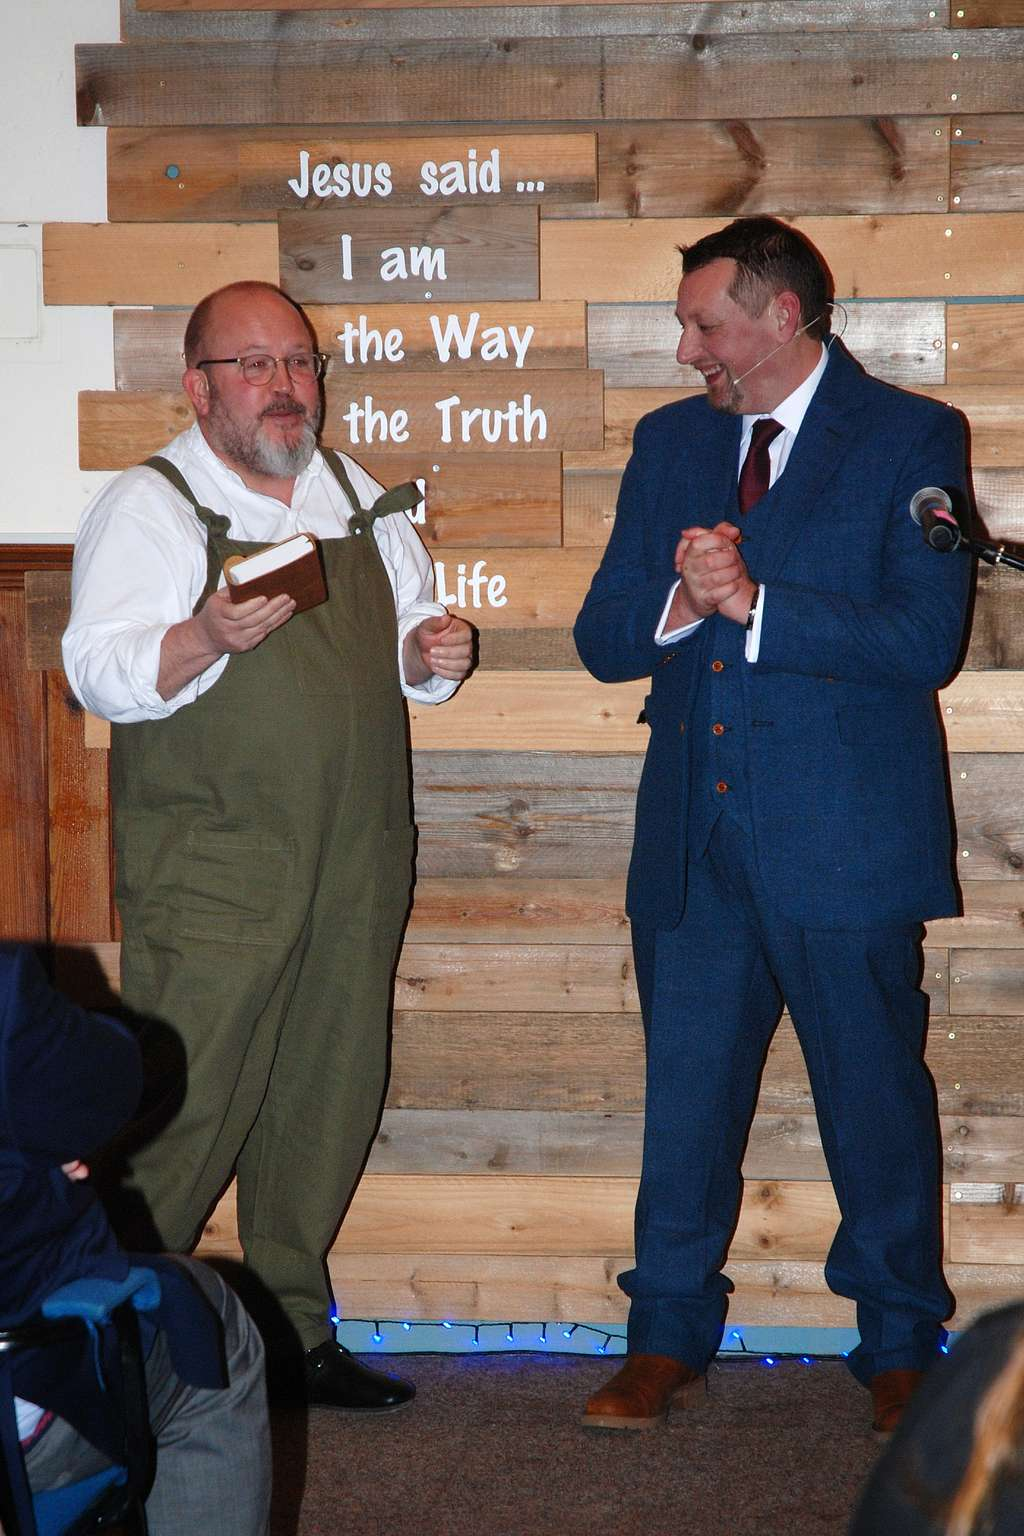 Jesus said ...
I am
the Way
the Truth
Life